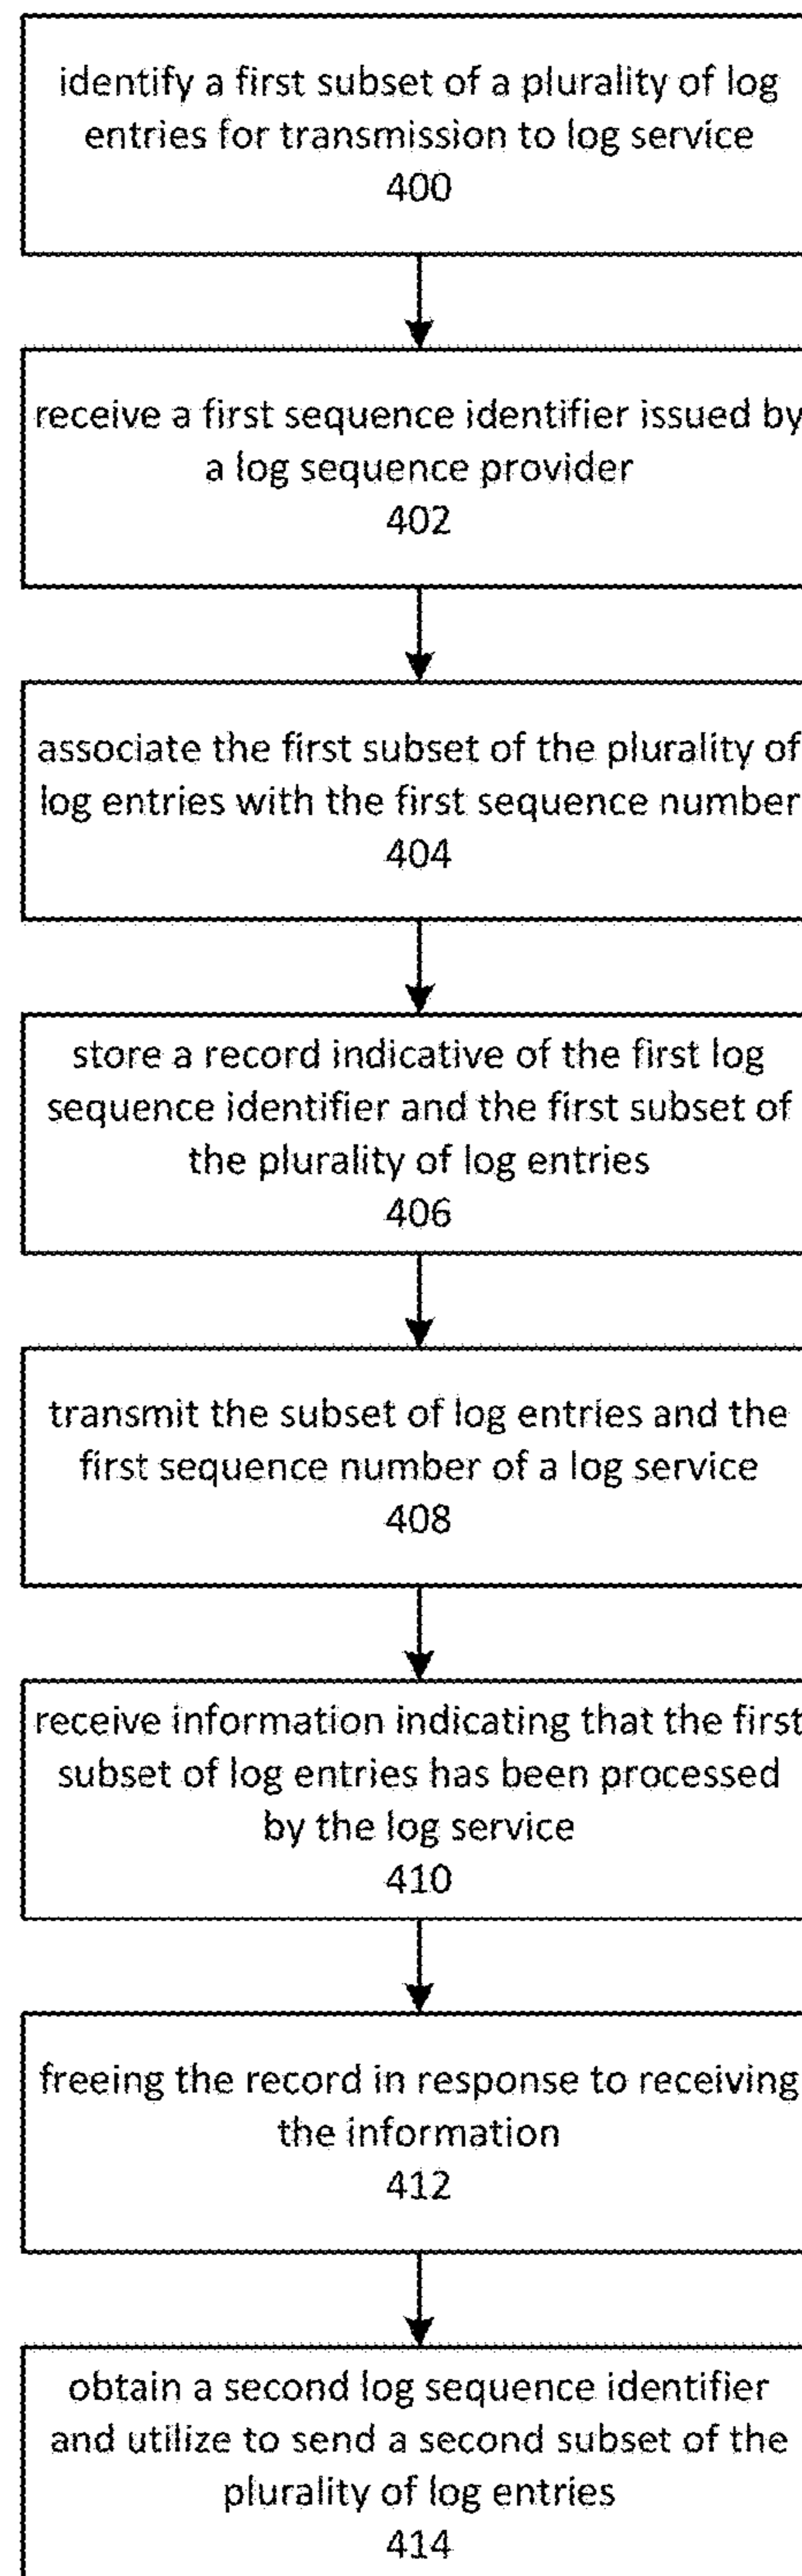 identify a first subset of a plurality of log
entries for transmission to log service
400
receive a first sequence identifier issued by
a log sequence provider
402
associate the first subset of the plurality of
log entries with the first sequence number
404
store a record indicative of the first log
sequence identifier and the first subset of
the plurality of log entries
406
transmit the subset of log entries and the
first sequence number of a log service
408
receive information indicating that the first
subset of log entries has been processed
by the log service
410
freeing the record in response to receiving
the information
412
obtain a second log sequence identifier
and utilize to send a second subset of the
plurality of log entries
414